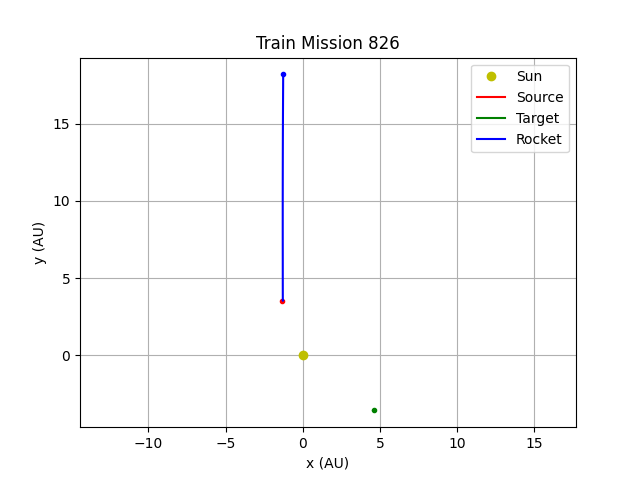 Train Mission 826
Sun
Source
Target
Rocket
15
10
5
0
y (AU)
−10
−5
0
5
10
15
x (AU)